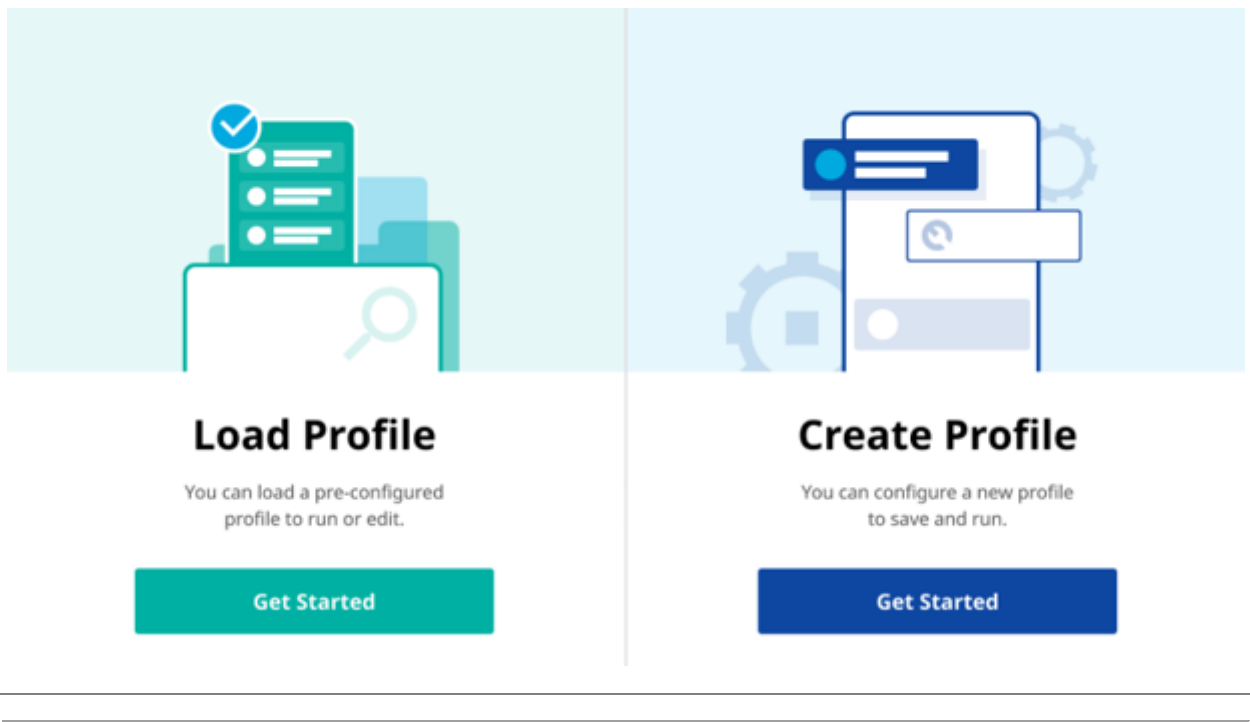 Load Profile
You can load a pre-configured
profile to run or edit.
Get Started
Create Profile
You can configure a new profile
to save and run.
Get Started